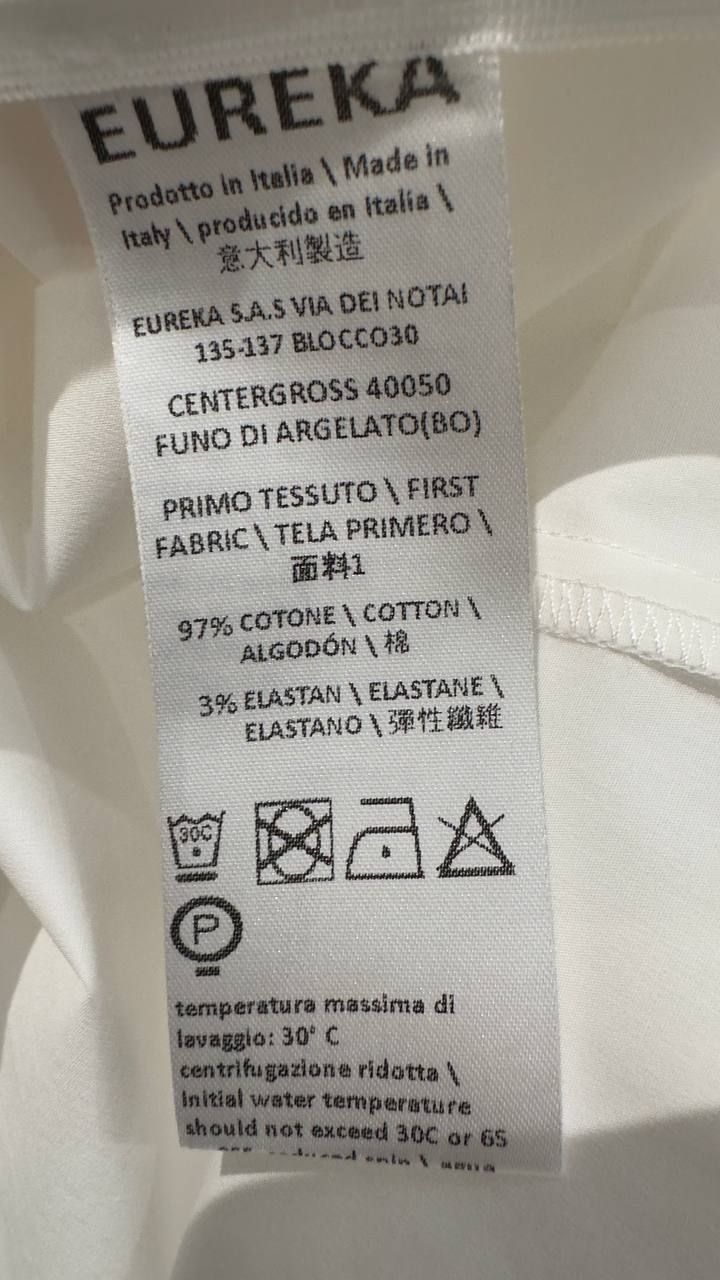 EUREKA
Prodotto in Italia \ Made in
Italy \ producido en Italía \
意大利製造
EUREKA S.A.S VIA DEI NOTAI
135-137 BLOCCO30
CENTERGROSS 40050
FUNO DI ARGELATO(BO)
PRIMO TESSUTO \ FIRST
FABRIC \ TELA PRIMERO \
面料1
97% COTONE \ COTTON \
ALGODÓN \ 棉
3% ELASTAN \ ELASTANE \
ELASTANO \ 彈性纖維
30C
P
temperatura massima di
lavaggio: 30° C
centrifugazione ridotta \
Initial water temperature
should not exceed 30C or 65
reduced spin \